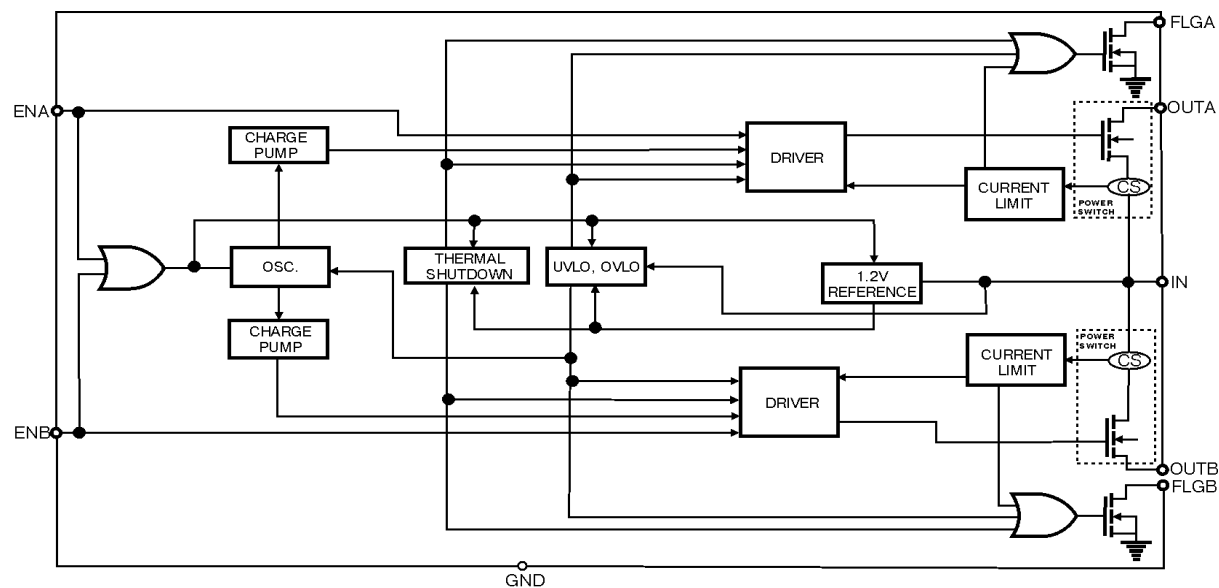 FLGA
ENA
OUTA
CHARGE
PUMP
DRIVER
CURRENT
LIMIT
CS
POWER
SWITCH
OSC.
THERMAL
SHUTDOWN
UVLO, OVLO
1.2V
REFERENCE
IN
CHARGE
PUMP
POWER
SWITCH
CURRENT
LIMIT
CS
DRIVER
ENB
OUTB
FLGB
GND